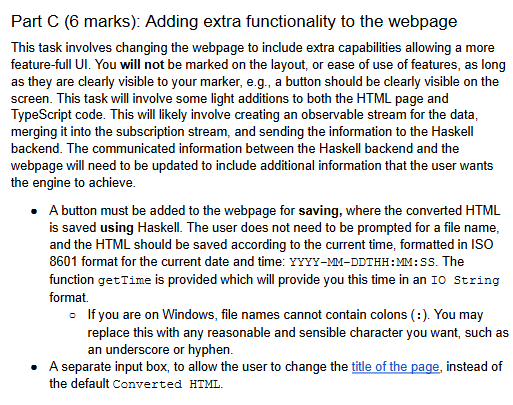 Part C (6 marks): Adding extra functionality to the webpage
This task involves changing the webpage to include extra capabilities allowing a more
feature-full UI. You will not be marked on the layout, or ease of use of features, as long
as they are clearly visible to your marker, e.g., a button should be clearly visible on the
screen. This task will involve some light additions to both the HTML page and
TypeScript code. This will likely involve creating an observable stream for the data,
merging it into the subscription stream, and sending the information to the Haskell
backend. The communicated information between the Haskell backend and the
webpage will need to be updated to include additional information that the user wants
the engine to achieve.
● A button must be added to the webpage for saving, where the converted HTML
is saved using Haskell. The user does not need to be prompted for a file name,
and the HTML should be saved according to the current time, formatted in ISO
8601 format for the current date and time: YYYY-MM-DDTHH:MM:SS. The
function getTime is provided which will provide you this time in an IO String
format.
○ If you are on Windows, file names cannot contain colons (:). You may
replace this with any reasonable and sensible character you want, such as
an underscore or hyphen.
● A separate input box, to allow the user to change the title of the page, instead of
the default Converted HTML.